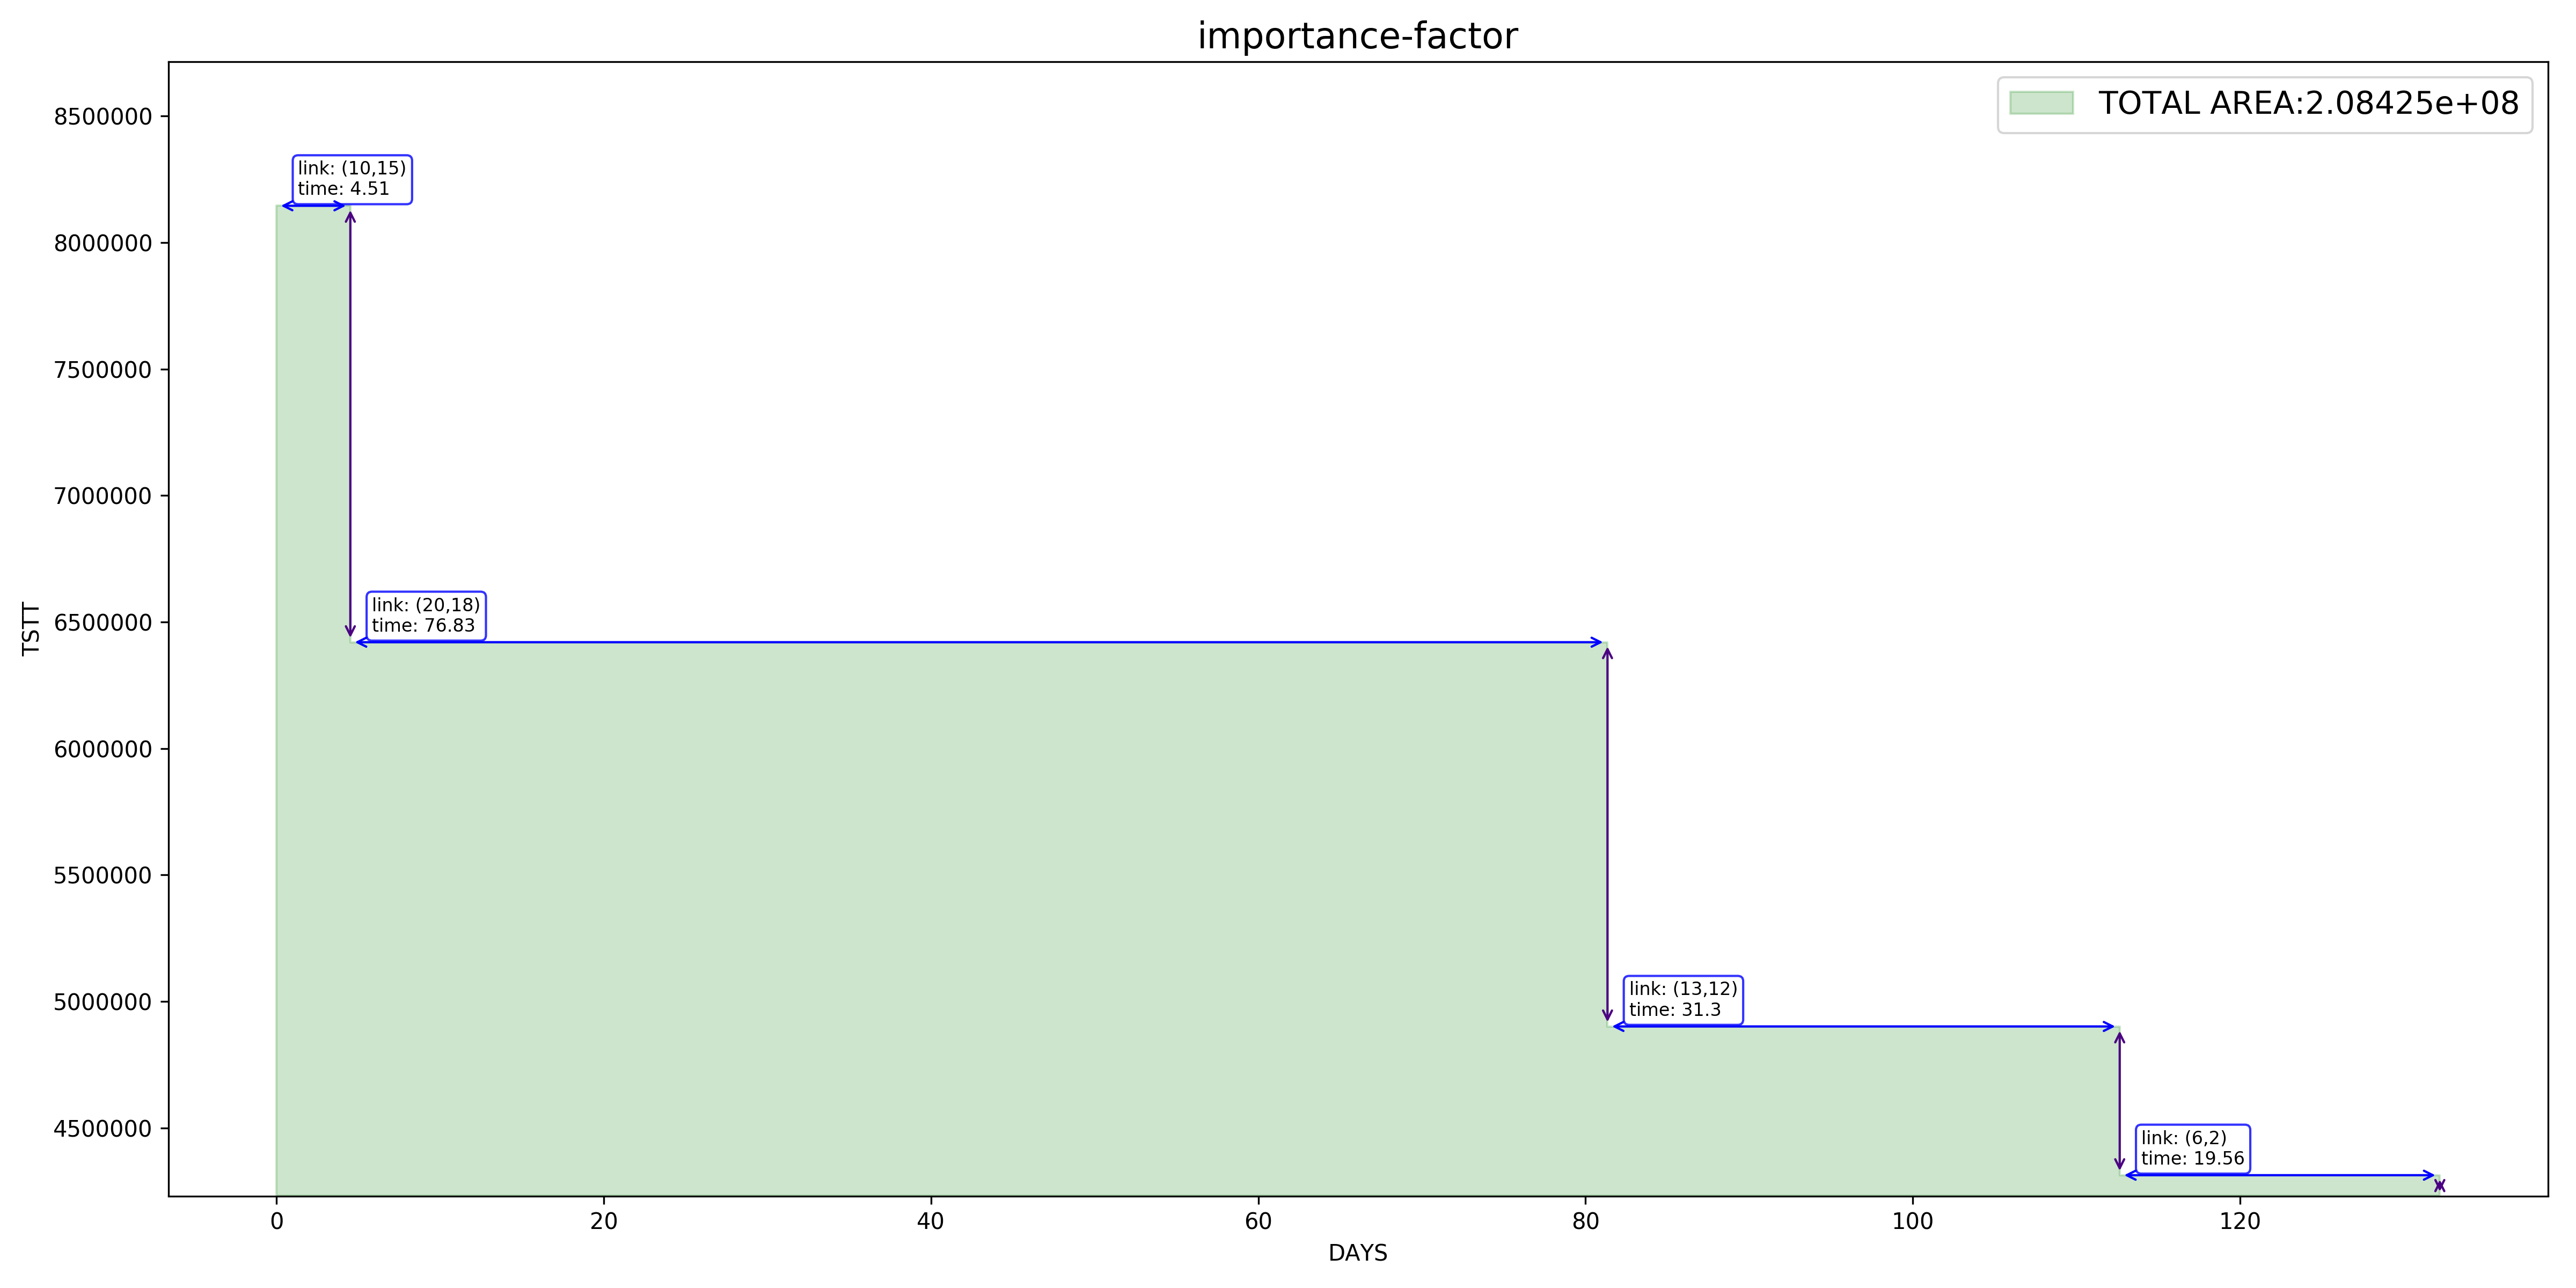 importance-factor
TOTAL AREA:2.08425e+08
8500000
8000000
7500000
7000000
6500000
6000000
5500000
5000000
4500000
TSTT
link: (10,15)
time: 4.51
link: (20,18)
time: 76.83
link: (13,12)
time: 31.3
link: (6,2)
time: 19.56
0 20 40 60 80 100 120
DAYS